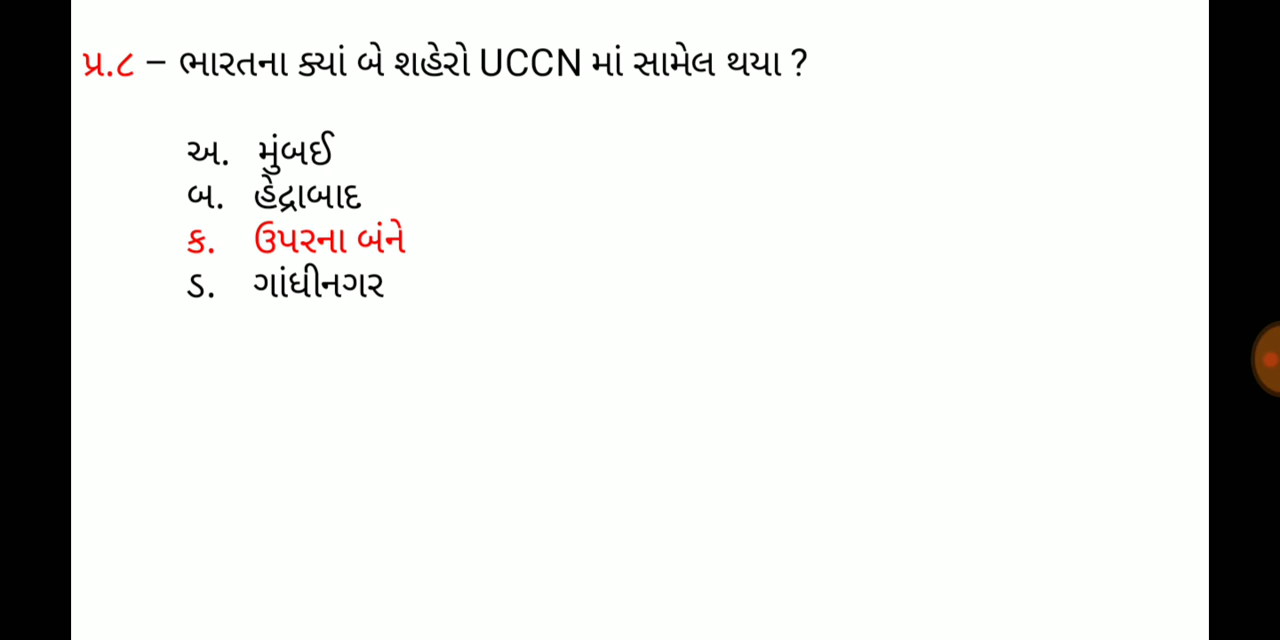 પ્ર.૮ – ભારતના ક્યાં બે શહેરો UCCN માં સામેલ થયા ?
અ. મુંબઈ
બ. હેદ્રાબાદ
ક. ઉપરના બંને
ડ. ગાંધીનગર